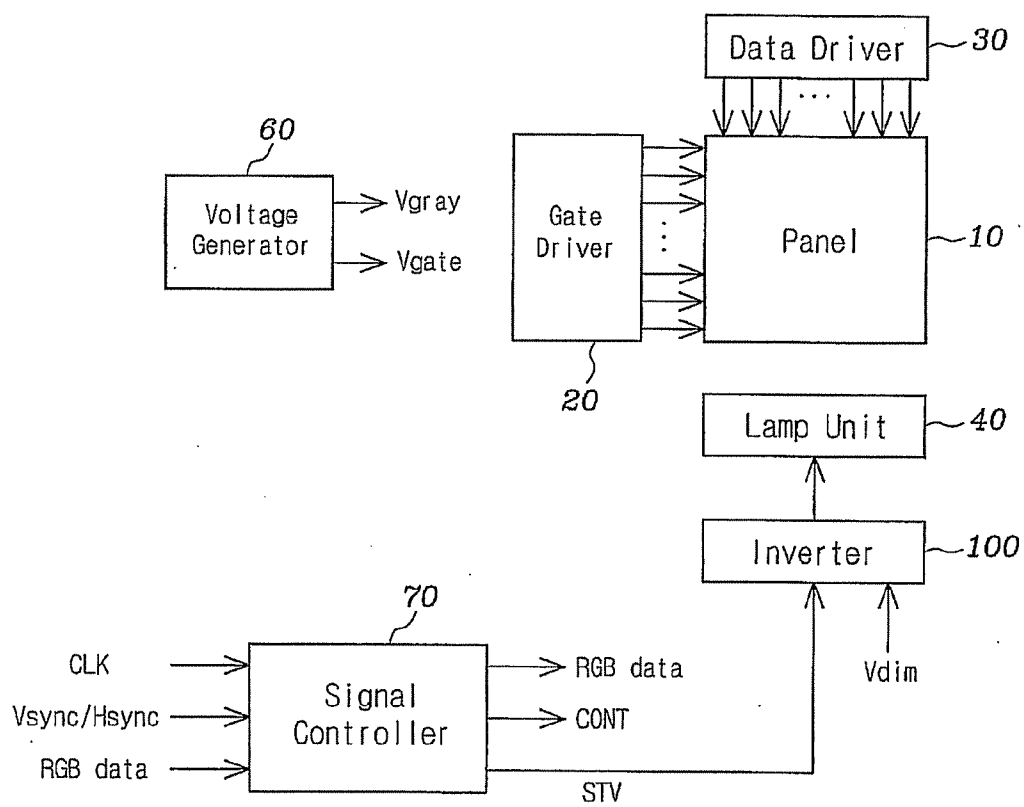 Data Driver
30
60
Voltage
Generator
Vgray
Vgate
Gate
Driver
20
Panel
10
Lamp Unit
40
Inverter
100
Vdim
70
CLK
Vsync/Hsync
RGB data
Signal
Controller
RGB data
CONT
STV